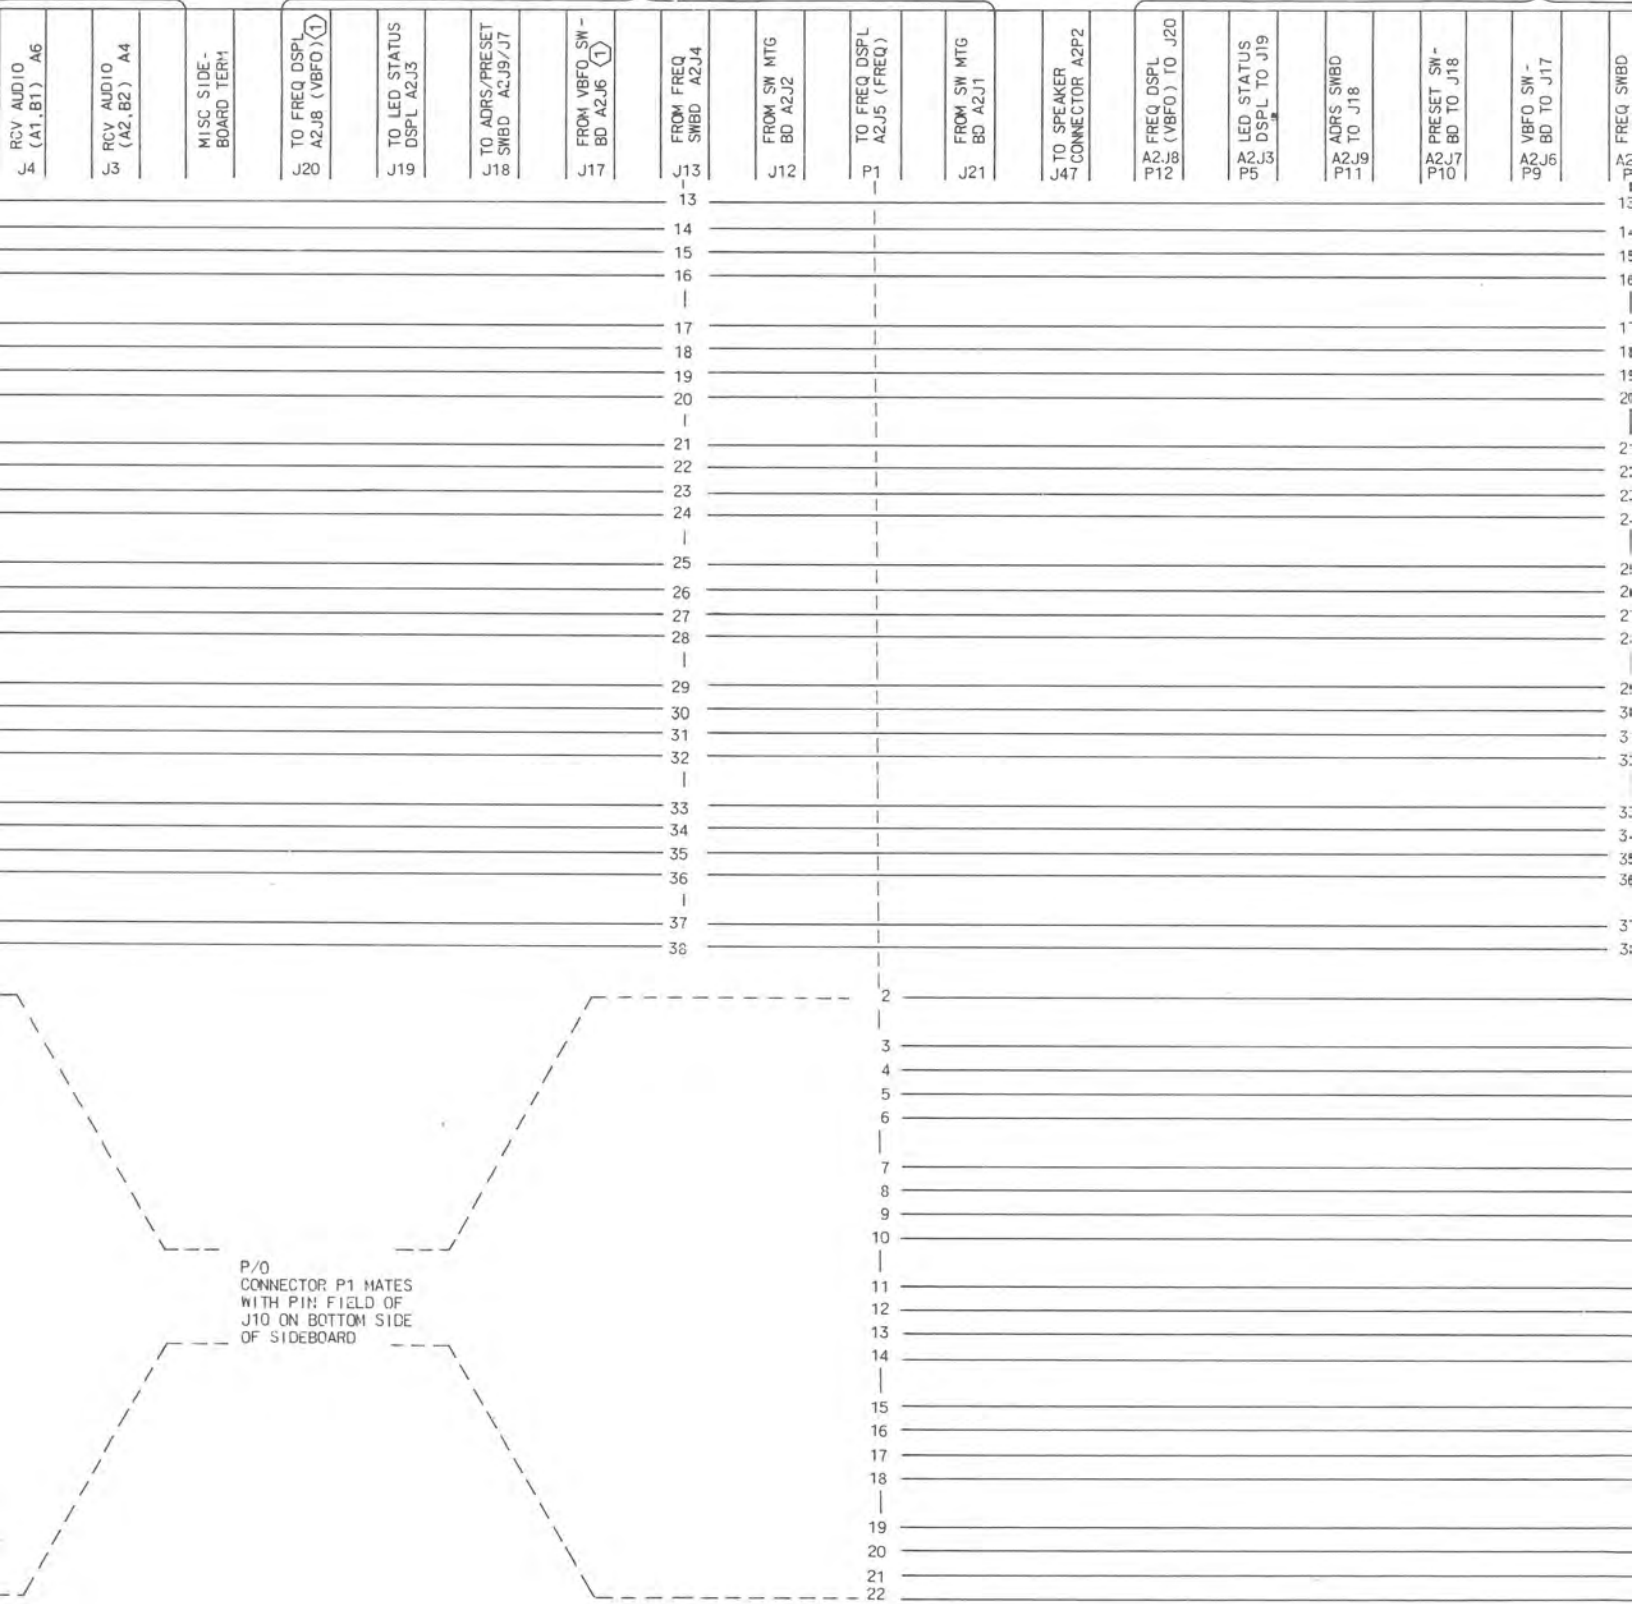 RCV AUDIO
(A1,B1) A6
J4
RCV AUDIO
(A2,B2) A4
J3
MISC SIDE-
BOARD TERM
TO FREQ DSPL
A2J8 (VBFO) 1
J20
TO LED STATUS
DSPL A2J3
J19
TO ADRS/PRESET
SWBD A2J9/J7
J18
FROM VBFO SW-
BD A2J6 1
J17
FROM FREQ
SWBD A2J4
J13
FROM SW MTG
BD A2J2
J12
TO FREQ DSPL
A2J5 (FREQ)
P1
FROM SW MTG
BD A2J1
J21
TO SPEAKER
CONNECTOR A2P2
J47
FREQ DSPL
(VBFO) TO J20
A2J8
P12
LED STATUS
DSPL TO J19
A2J3
P5
ADRS SWBD
TO J18
A2J9
P11
PRESET SW-
BD TO J18
A2J7
P10
VBFO SW-
BD TO J17
A2J6
P9
FREQ SWBD
13
14
15
16
17
18
19
20
21
22
23
24
25
26
27
28
29
30
31
32
33
34
35
36
37
38
2
3
4
5
6
7
8
9
10
11
12
13
14
15
16
17
18
19
20
21
22
P/O
CONNECTOR P1 MATES
WITH PIN FIELD OF
J10 ON BOTTOM SIDE
OF SIDEBOARD